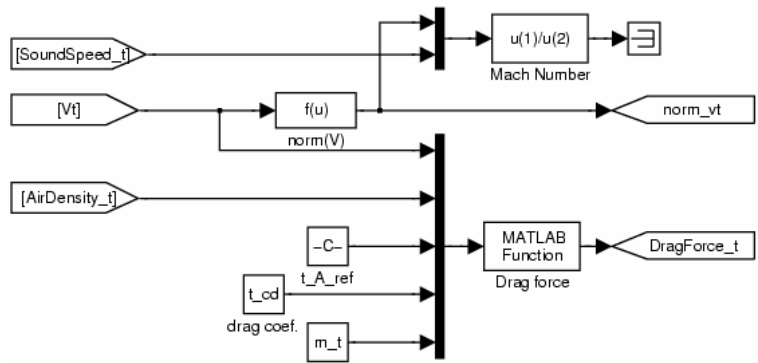 [SoundSpeed_t]
u(1)/u(2)
Mach Number
[Vt]
f(u)
norm(V)
norm_vt
[AirDensity_t]
-C-
t_A_ref
MATLAB
Function
Drag force
DragForce_t
t_cd
drag coef.
m_t